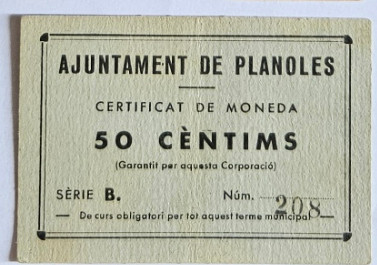 AJUNTAMENT DE PLANOLES
CERTIFICAT DE MONEDA
50 CÈNTIMS
(Garantit per aquesta Corporació)
SÈRIE B. Núm. 208
De curs obligatori per tot aquest terme municipal